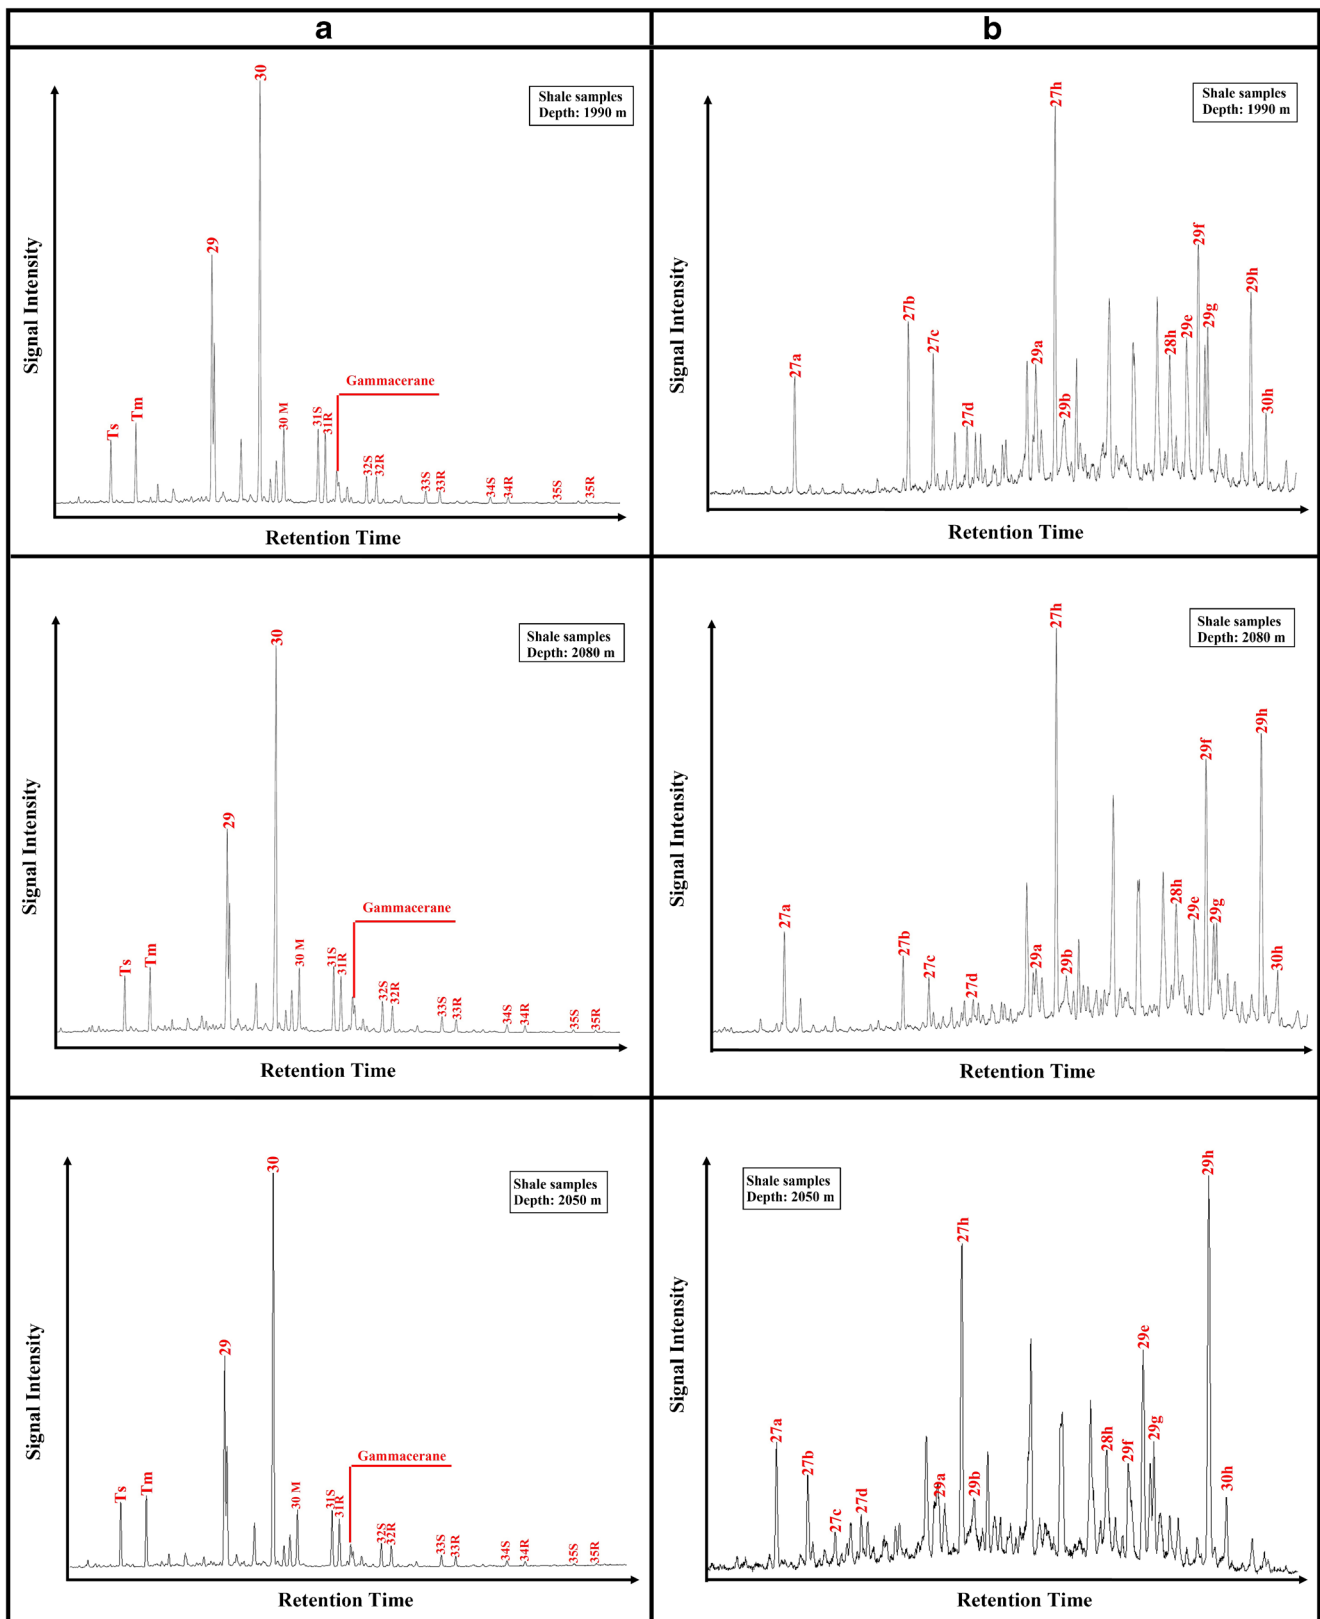 a
b
30
Shale samples
Depth: 1990 m
29
Signal Intensity
Gammacerane
Ts
Tm
30 M
31S
31R
32S
32R
33S
33R
34S
34R
35S
35R
Retention Time
27h
Shale samples
Depth: 1990 m
Signal Intensity
27a
27b
27c
27d
29a
29b
28h
29e
29f
29g
29h
30h
Retention Time
30
Shale samples
Depth: 2080 m
29
Signal Intensity
Gammacerane
Ts
Tm
30 M
31S
31R
32S
32R
33S
33R
34S
34R
35S
35R
Retention Time
27h
Shale samples
Depth: 2080 m
Signal Intensity
27a
27b
27c
27d
29a
29b
28h
29e
29f
29g
29h
30h
Retention Time
30
Shale samples
Depth: 2050 m
29
Signal Intensity
Gammacerane
Ts
Tm
30 M
31S
31R
32S
32R
33S
33R
34S
34R
35S
35R
Retention Time
Shale samples
Depth: 2050 m
29h
Signal Intensity
27a
27b
27c
27d
29a
27h
29b
28h
29f
29e
29g
30h
Retention Time